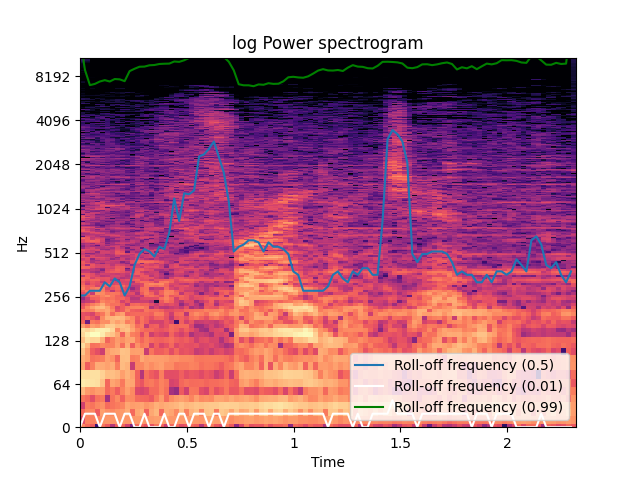 log Power spectrogram
Hz
8192
4096
2048
1024
512
256
128
64
0
Roll-off frequency (0.5)
Roll-off frequency (0.01)
Roll-off frequency (0.99)
0 0.5 1 1.5 2
Time